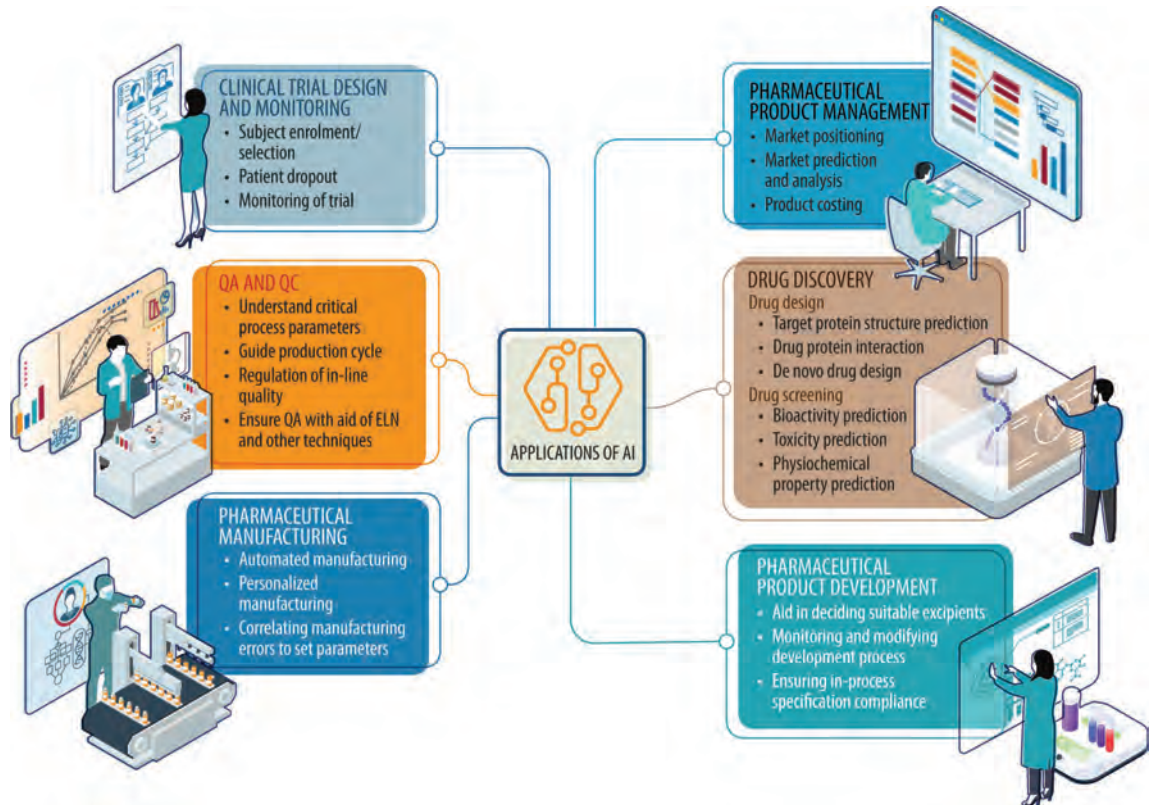 CLINICAL TRIAL DESIGN
AND MONITORING
• Subject enrolment/
selection
• Patient dropout
• Monitoring of trial
QA AND QC
• Understand critical
process parameters
• Guide production cycle
• Regulation of in-line
quality
• Ensure QA with aid of ELN
and other techniques
PHARMACEUTICAL
MANUFACTURING
• Automated manufacturing
• Personalized
manufacturing
• Correlating manufacturing
errors to set parameters
APPLICATIONS OF AI
PHARMACEUTICAL
PRODUCT MANAGEMENT
• Market positioning
• Market prediction
and analysis
• Product costing
DRUG DISCOVERY
Drug design
• Target protein structure prediction
• Drug protein interaction
• De novo drug design
Drug screening
• Bioactivity prediction
• Toxicity prediction
• Physiochemical
property prediction
PHARMACEUTICAL
PRODUCT DEVELOPMENT
• Aid in deciding suitable excipients
• Monitoring and modifying
development process
• Ensuring in-process
specification compliance